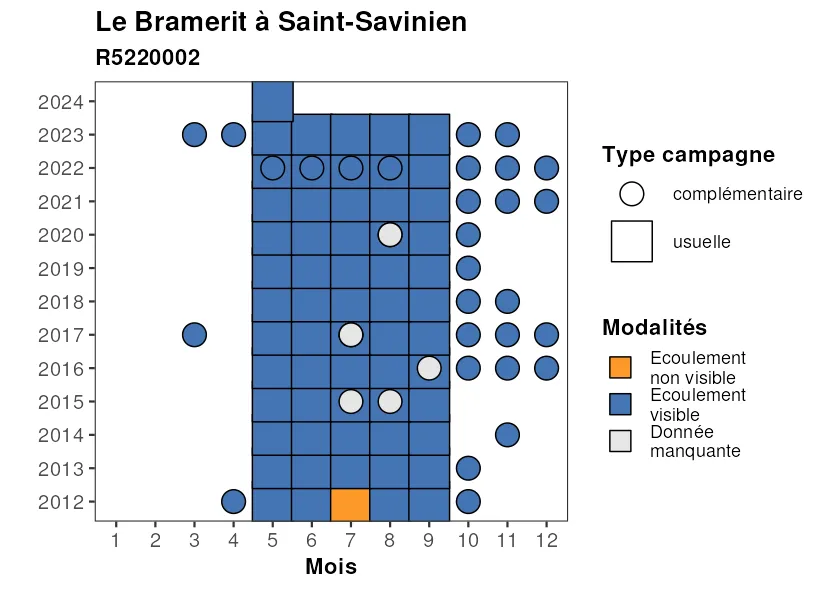 Le Bramerit à Saint-Savinien
R5220002
2024
2023
2022
2021
2020
2019
2018
2017
2016
2015
2014
2013
2012
1 2 3 4 5 6 7 8 9 10 11 12
Mois
Type campagne
complémentaire
usuelle
Modalités
Ecoulement
non visible
Ecoulement
visible
Donnée
manquante